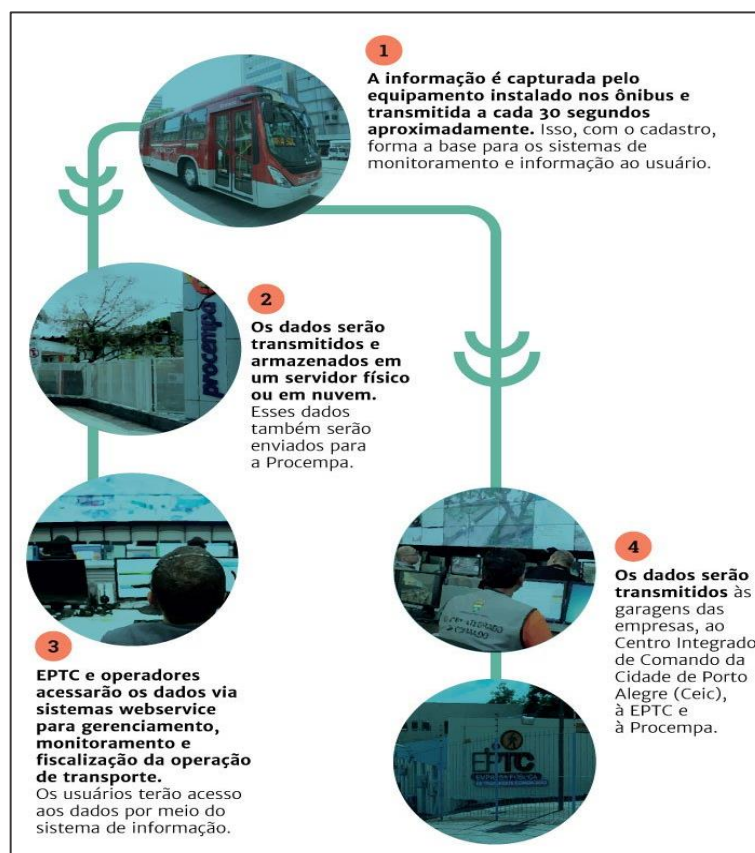 1
A informação é capturada pelo
equipamento instalado nos ônibus e
transmitida a cada 30 segundos
aproximadamente. Isso, com o cadastro,
forma a base para os sistemas de
monitoramento e informação ao usuário.
procempa
2
Os dados serão
transmitidos e
armazenados em
um servidor físico
ou em nuvem.
Esses dados
também serão
enviados para
a Procempa.
3
EPTC e operadores
acessarão os dados via
sistemas webservice
para gerenciamento,
monitoramento e
fiscalização da operação
de transporte.
Os usuários terão acesso
aos dados por meio do
sistema de informação.
4
Os dados serão
transmitidos às
garagens das
empresas, ao
Centro Integrado
de Comando da
Cidade de Porto
Alegre (Ceic),
à EPTC e
à Procempa.
EPTC